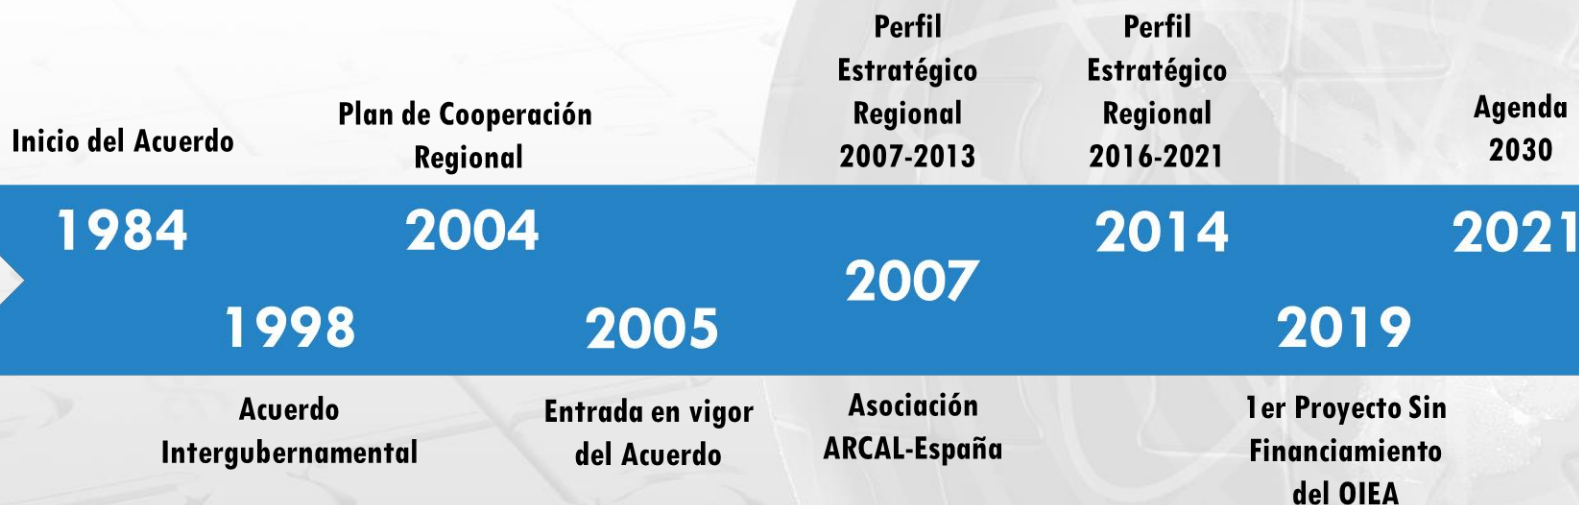 Inicio del Acuerdo
1984
1998
Acuerdo
Intergubernamental
Plan de Cooperación
Regional
2004
2005
Entrada en vigor
del Acuerdo
Perfil
Estratégico
Regional
2007-2013
2007
Asociación
ARCAL-España
Perfil
Estratégico
Regional
2016-2021
2014
2019
1er Proyecto Sin
Financiamiento
del OIEA
Agenda
2030
2021